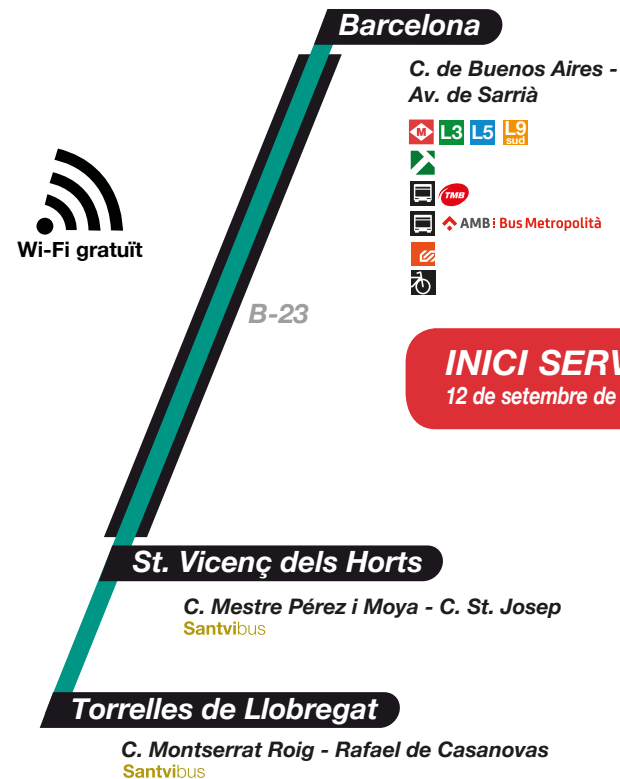 Barcelona
C. de Buenos Aires -
Av. de Sarrià
M L3 L5 L9
sud
TMB
AMB Bus Metropolità
Wi-Fi gratuït
B-23
INICI SERV
12 de setembre de
St. Vicenç dels Horts
C. Mestre Pérez i Moya - C. St. Josep
Santvibus
Torrelles de Llobregat
C. Montserrat Roig - Rafael de Casanovas
Santvibus